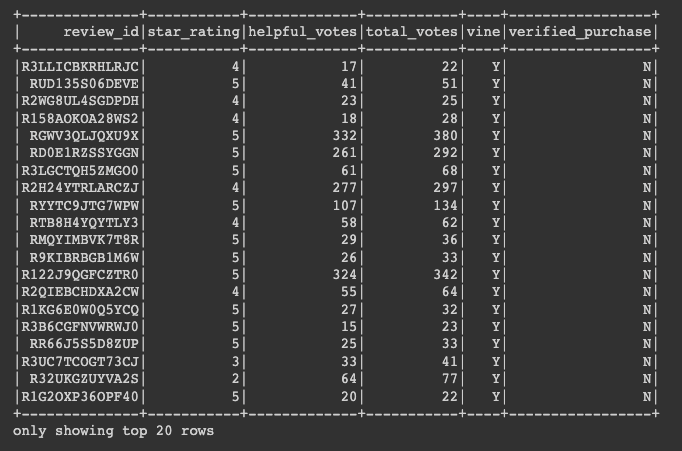 +--------------+-----------+-------------+-----------+----+-----------------+
|     review_id|star_rating|helpful_votes|total_votes|vine|verified_purchase|
+--------------+-----------+-------------+-----------+----+-----------------+
|R3LLICBKRHLRJC|          4|           17|         22|   Y|                N|
| RUD135S06DEVE|          5|           41|         51|   Y|                N|
|R2WG8UL4SGDPDH|          4|           23|         25|   Y|                N|
|R158AOKOA28WS2|          4|           18|         28|   Y|                N|
| RGWV3QLJQXU9X|          5|          332|        380|   Y|                N|
| RD0E1RZSSYGGN|          5|          261|        292|   Y|                N|
|R3LGCTQH5ZMGO0|          5|           61|         68|   Y|                N|
|R2H24YTRLARCZJ|          4|          277|        297|   Y|                N|
| RYYTC9JTG7WPW|          5|          107|        134|   Y|                N|
| RTB8H4YQYTLY3|          4|           58|         62|   Y|                N|
| RMQYIMBVK7T8R|          5|           29|         36|   Y|                N|
| R9KIBRBGB1M6W|          5|           26|         33|   Y|                N|
|R122J9QGFCZTR0|          5|          324|        342|   Y|                N|
|R2QIEBCHDXA2CW|          4|           55|         64|   Y|                N|
|R1KG6E0W0Q5YCQ|          5|           27|         32|   Y|                N|
|R3B6CGFNVWRWJ0|          5|           15|         23|   Y|                N|
| RR66J5S5D8ZUP|          5|           25|         33|   Y|                N|
|R3UC7TCOGT73CJ|          3|           33|         41|   Y|                N|
| R32UKGZUYVA2S|          2|           64|         77|   Y|                N|
|R1G2OXP36OPF40|          5|           20|         22|   Y|                N|
+--------------+-----------+-------------+-----------+----+-----------------+
only showing top 20 rows